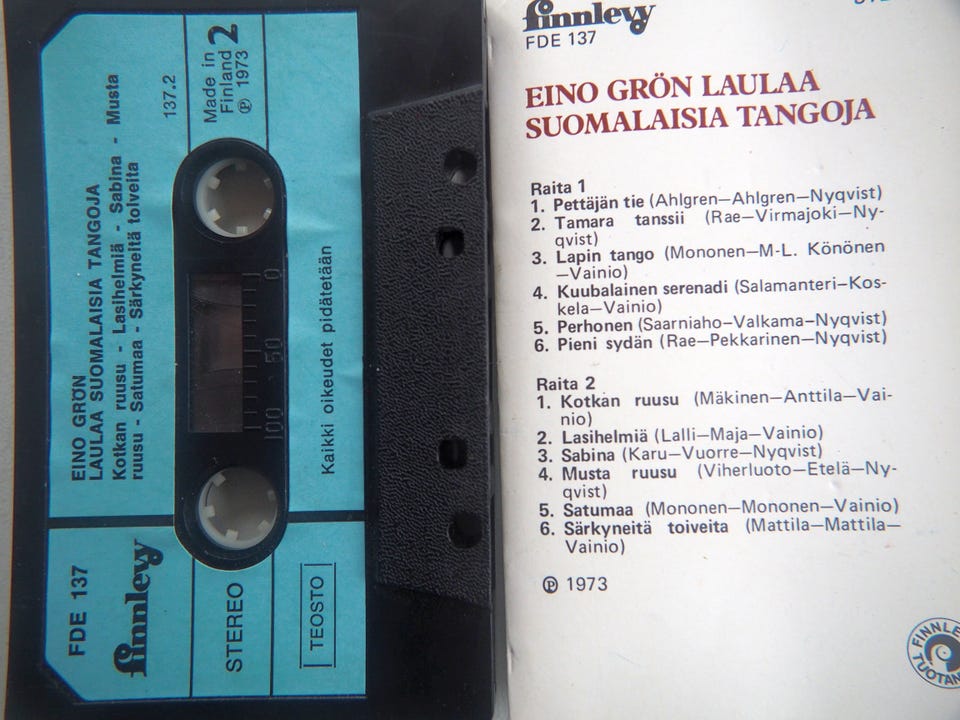 EINO GRÖN
LAULAA SUOMALAISIA TANGOJA
Kotkan ruusu - Lasihelmiä - Sabina - Musta
ruusu - Satumaa - Särkyneitä toiveita
137.2
Made in
Finland
℗ 1973
2
0
50
100
Kaikki oikeudet pidätetään
FDE 137
finnlevy
STEREO
TEOSTO
finnlevy
FDE 137
EINO GRÖN LAULAA
SUOMALAISIA TANGOJA
Raita 1
1. Pettäjän tie (Ahlgren—Ahlgren—Nyqvist)
2. Tamara tanssii (Rae—Virmajoki—Ny-
qvist)
3. Lapin tango (Mononen—M-L. Könönen
—Vainio)
4. Kuubalainen serenadi (Salamanteri—Kos-
kela—Vainio)
5. Perhonen (Saarniaho—Valkama—Nyqvist)
6. Pieni sydän (Rae—Pekkarinen—Nyqvist)
Raita 2
1. Kotkan ruusu (Mäkinen—Anttila—Vai-
nio)
2. Lasihelmiä (Lalli—Maja—Vainio)
3. Sabina (Karu—Vuorre—Nyqvist)
4. Musta ruusu (Viherluoto—Etelä—Ny-
qvist)
5. Satumaa (Mononen—Mononen—Vainio)
6. Särkyneitä toiveita (Mattila—Mattila—
Vainio)
℗ 1973